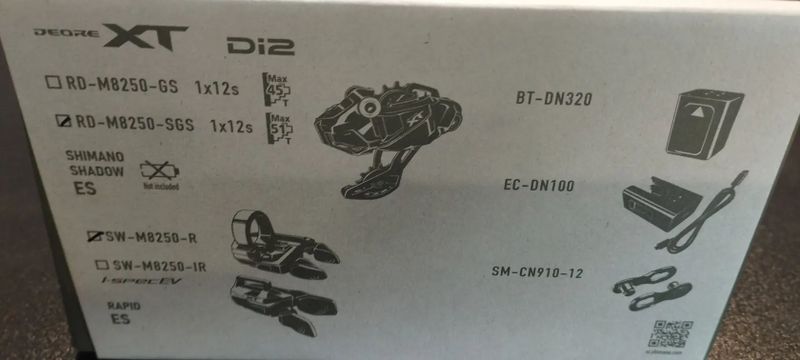 DEORE XT Di2
RD-M8250-GS 1x12s Max 45T
RD-M8250-SGS 1x12s Max 51T
SHIMANO
SHADOW
ES
Not included
SW-M8250-R
SW-M8250-IR
I-SPEC EV
RAPID
ES
XT
BT-DN320
EC-DN100
SM-CN910-12